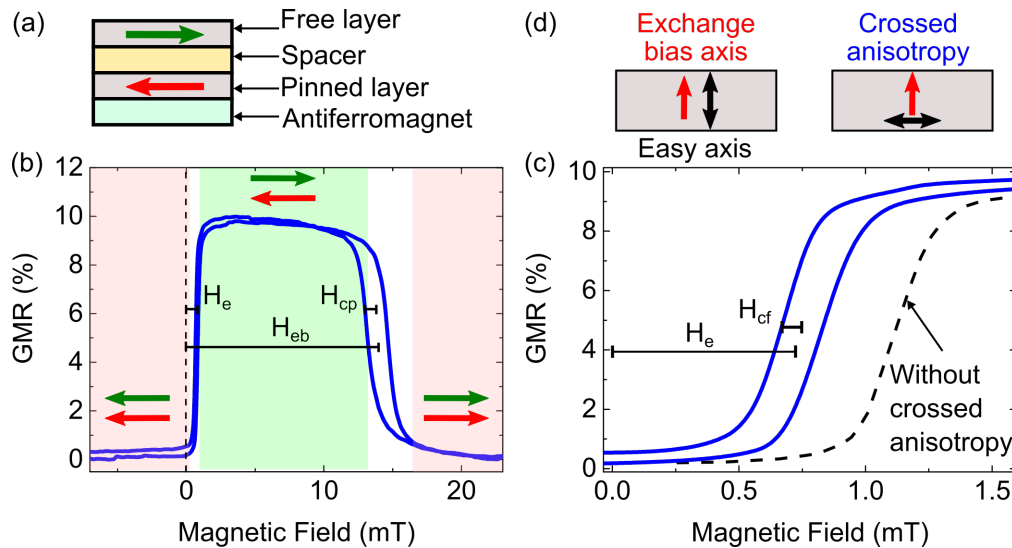 (a)
Free layer
Spacer
Pinned layer
Antiferromagnet
(d)
Exchange
bias axis
Easy axis
Crossed
anisotropy
(b)
12
10
8
6
4
2
0
GMR (%)
H_e
H_cp
H_eb
0
10
20
Magnetic Field (mT)
(c)
10
8
6
4
2
0
GMR (%)
H_cf
H_e
Without
crossed
anisotropy
0.0
0.5
1.0
1.5
Magnetic Field (mT)